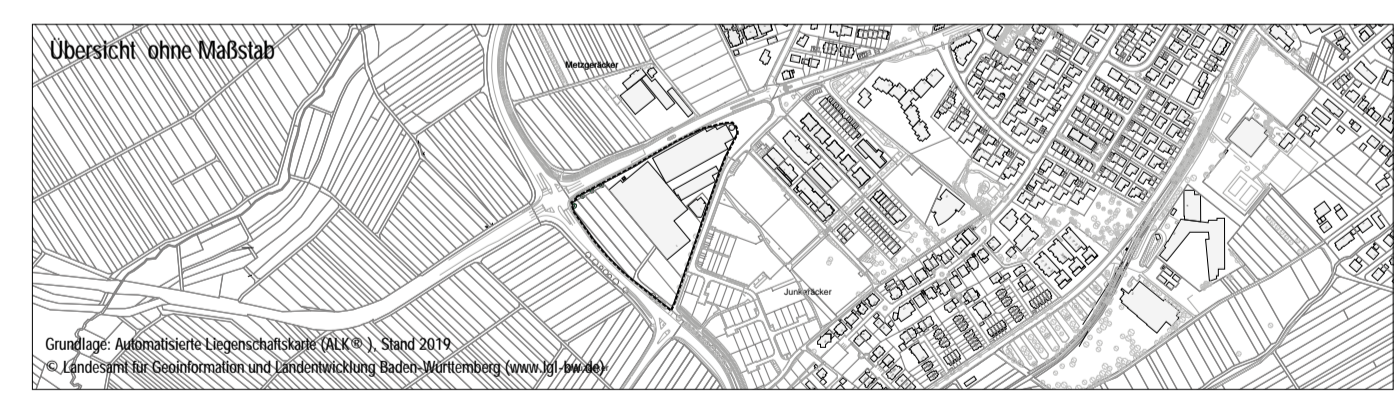 Übersicht ohne Maßstab
Metzgeräcker
Junkeräcker
Grundlage: Automatisierte Liegenschaftskarte (ALK® ), Stand 2019
© Landesamt für Geoinformation und Landentwicklung Baden-Württemberg (www.lgl-bw.de)